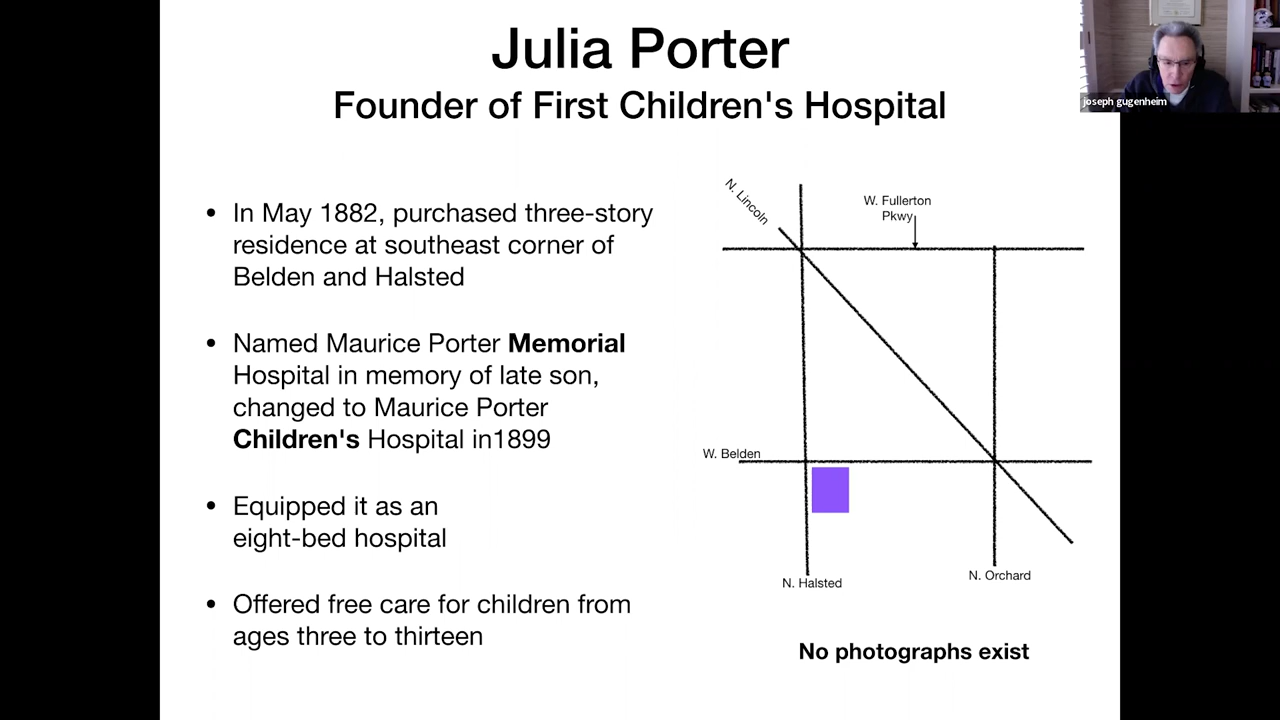 Julia Porter
Founder of First Children's Hospital
joseph gugenheim
• In May 1882, purchased three-story
residence at southeast corner of
Belden and Halsted
• Named Maurice Porter Memorial
Hospital in memory of late son,
changed to Maurice Porter
Children's Hospital in1899
• Equipped it as an
eight-bed hospital
• Offered free care for children from
ages three to thirteen
N. Lincoln
W. Fullerton
Pkwy
W. Belden
N. Halsted
N. Orchard
No photographs exist